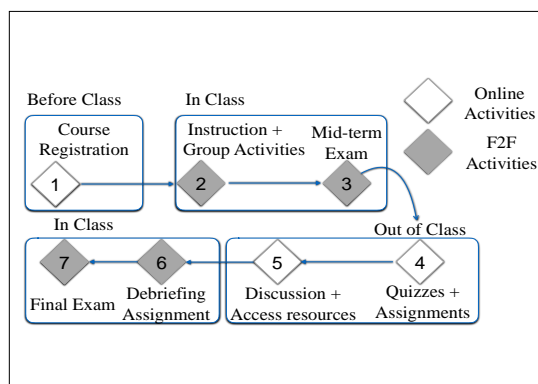 Before Class
In Class
Online
Activities
F2F
Activities
Course
Registration
1
Instruction +
Group Activities
2
Mid-term
Exam
3
In Class
Out of Class
7
Final Exam
6
Debriefing
Assignment
5
Discussion +
Access resources
4
Quizzes +
Assignments